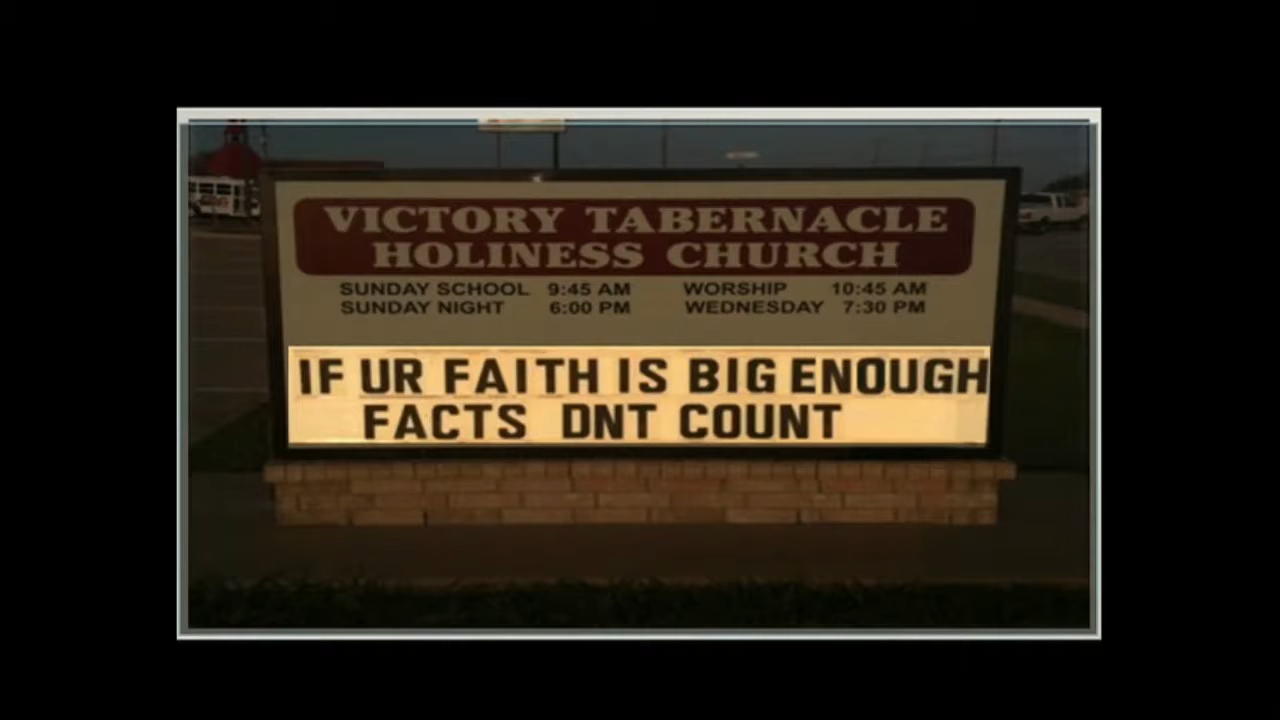 VICTORY TABERNACLE
HOLINESS CHURCH
SUNDAY SCHOOL 9:45 AM WORSHIP 10:45 AM
SUNDAY NIGHT 6:00 PM WEDNESDAY 7:30 PM
IF UR FAITH IS BIG ENOUGH
FACTS DNT COUNT